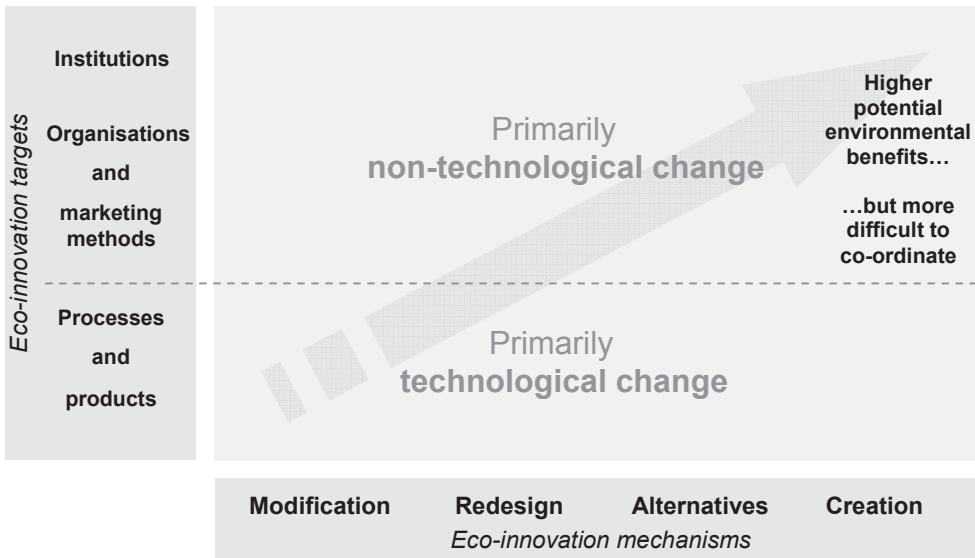 Eco-innovation targets
Institutions
Organisations
and
marketing
methods
Processes
and
products
Primarily
non-technological change
Higher
potential
environmental
benefits…
…but more
difficult to
co-ordinate
Primarily
technological change
Modification Redesign Alternatives Creation
Eco-innovation mechanisms